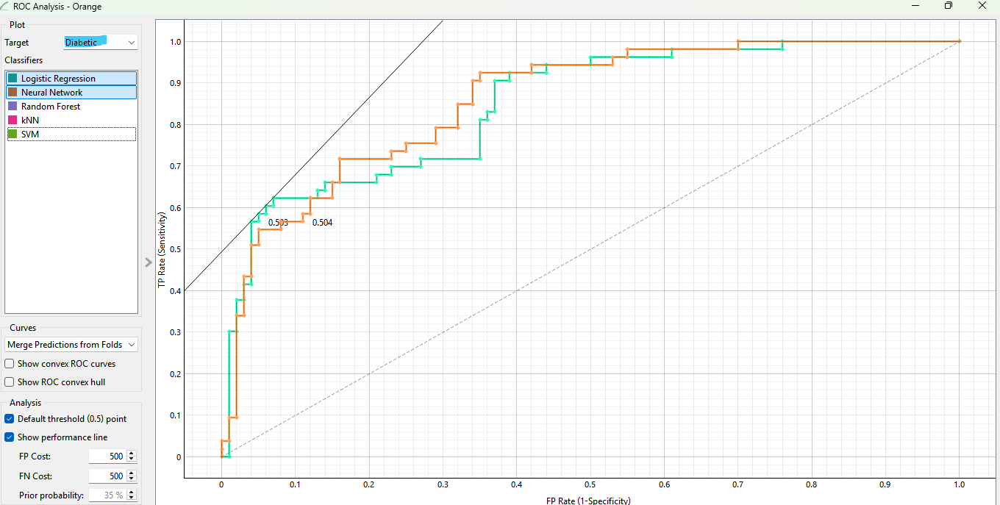 ROC Analysis - Orange
Plot
Target
Diabetic
Classifiers
Logistic Regression
Neural Network
Random Forest
kNN
SVM
Curves
Merge Predictions from Folds
Show convex ROC curves
Show ROC convex hull
Analysis
Default threshold (0.5) point
Show performance line
FP Cost: 500
FN Cost: 500
Prior probability: 35 %
TP Rate (Sensitivity)
1.0
0.9
0.8
0.7
0.6
0.5
0.4
0.3
0.2
0.1
0
0.504
0 0.1 0.2 0.3 0.4 0.5 0.6 0.7 0.8 0.9 1.0
FP Rate (1-Specificity)